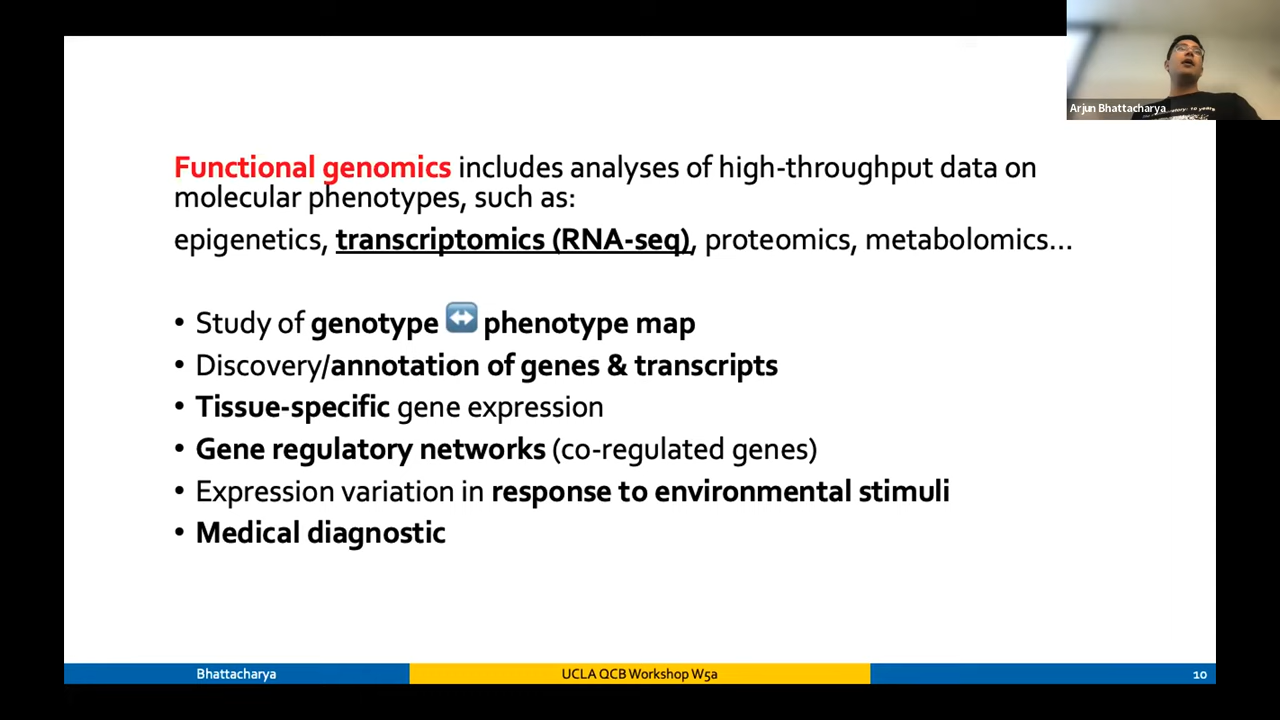 Arjun Bhattacharya
Functional genomics includes analyses of high-throughput data on
molecular phenotypes, such as:
epigenetics, transcriptomics (RNA-seq), proteomics, metabolomics...
• Study of genotype ↔ phenotype map
• Discovery/annotation of genes & transcripts
• Tissue-specific gene expression
• Gene regulatory networks (co-regulated genes)
• Expression variation in response to environmental stimuli
• Medical diagnostic
Bhattacharya
UCLA QCB Workshop W5a
10